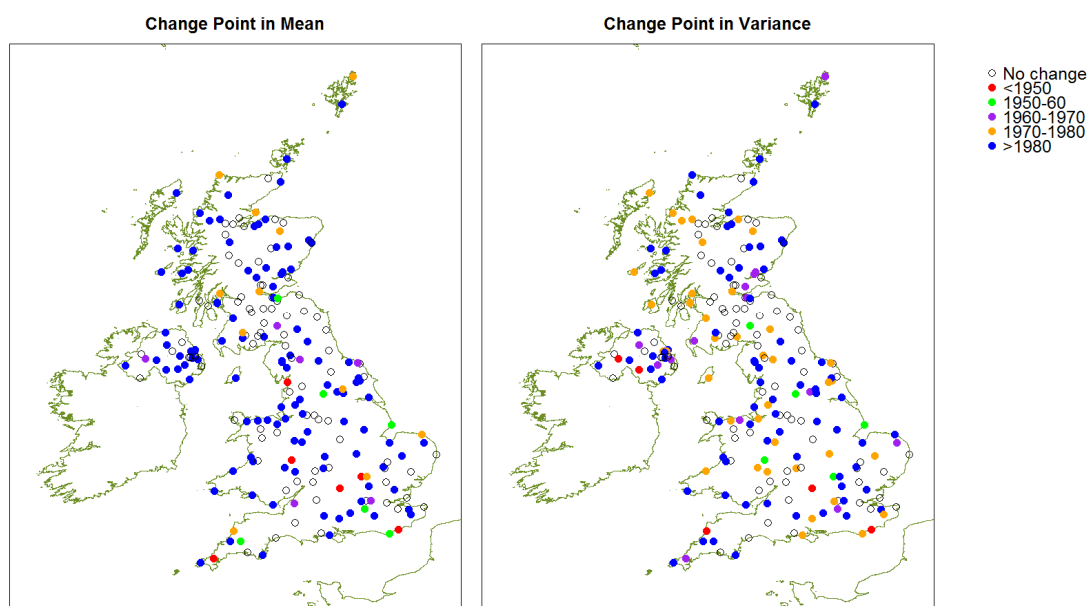 Change Point in Mean
Change Point in Variance
No change
<1950
1950-60
1960-1970
1970-1980
>1980